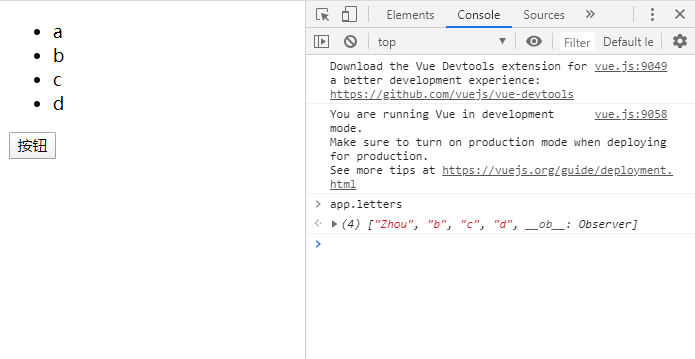 a
b
c
d
按钮
Elements Console Sources »
top ▼ Filter Default le
Download the Vue Devtools extension for vue.js:9049
a better development experience:
https://github.com/vuejs/vue-devtools
You are running Vue in development vue.js:9058
mode.
Make sure to turn on production mode when deploying
for production.
See more tips at https://vuejs.org/guide/deployment.
html
> app.letters
(4) ["Zhou", "b", "c", "d", __ob__: Observer]
>